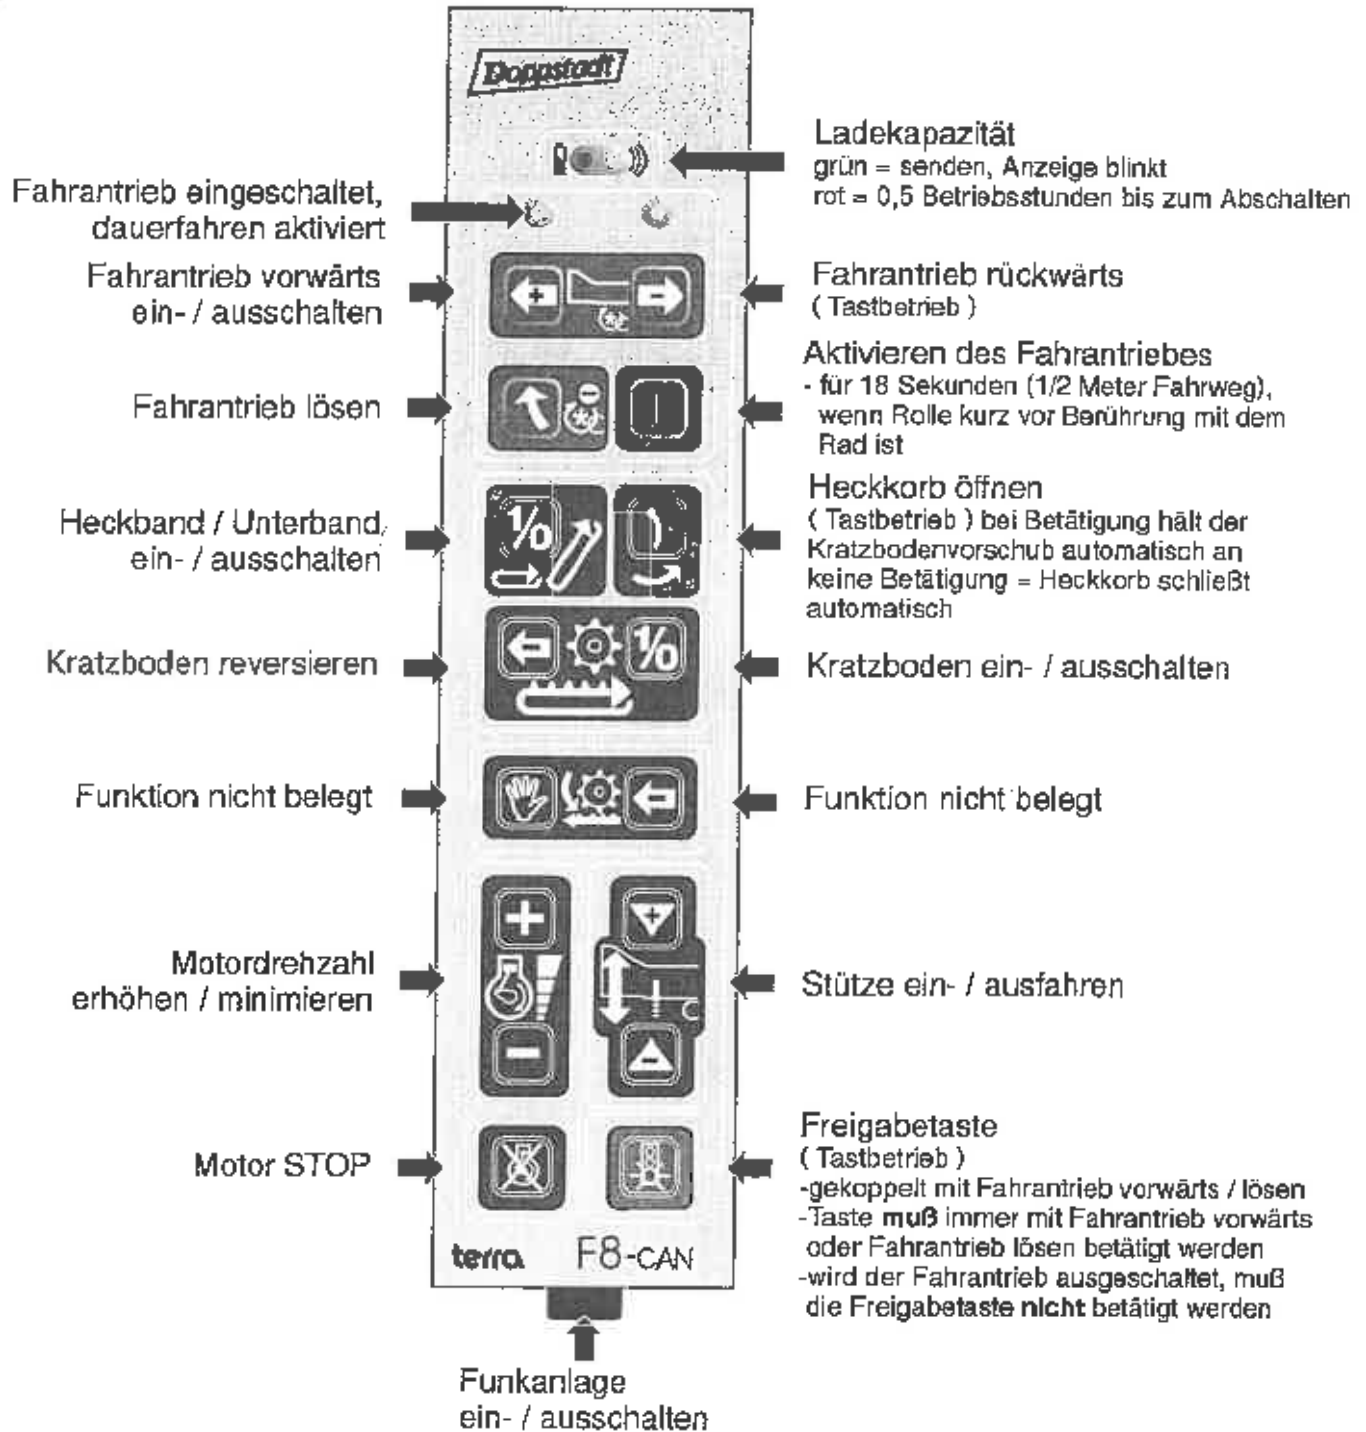 Doppstadt
Ladekapazität
grün = senden, Anzeige blinkt
rot = 0,5 Betriebsstunden bis zum Abschalten
Fahrantrieb eingeschaltet,
dauerfahren aktiviert
Fahrantrieb vorwärts
ein- / ausschalten
Fahrantrieb rückwärts
( Tastbetrieb )
Fahrantrieb lösen
Aktivieren des Fahrantriebes
- für 18 Sekunden (1/2 Meter Fahrweg),
wenn Rolle kurz vor Berührung mit dem
Rad ist
Heckband / Unterband
ein- / ausschalten
1/0
Heckkorb öffnen
( Tastbetrieb ) bei Betätigung hält der
Kratzbodenvorschub automatisch an
keine Betätigung = Heckkorb schließt
automatisch
Kratzboden reversieren
1/0
Kratzboden ein- / ausschalten
Funktion nicht belegt
Funktion nicht belegt
Motordrehzahl
erhöhen / minimieren
Stütze ein- / ausfahren
Motor STOP
Freigabetaste
( Tastbetrieb )
-gekoppelt mit Fahrantrieb vorwärts / lösen
-Taste muß immer mit Fahrantrieb vorwärts
oder Fahrantrieb lösen betätigt werden
-wird der Fahrantrieb ausgeschaltet, muß
die Freigabetaste nicht betätigt werden
terra F8-CAN
Funkanlage
ein- / ausschalten